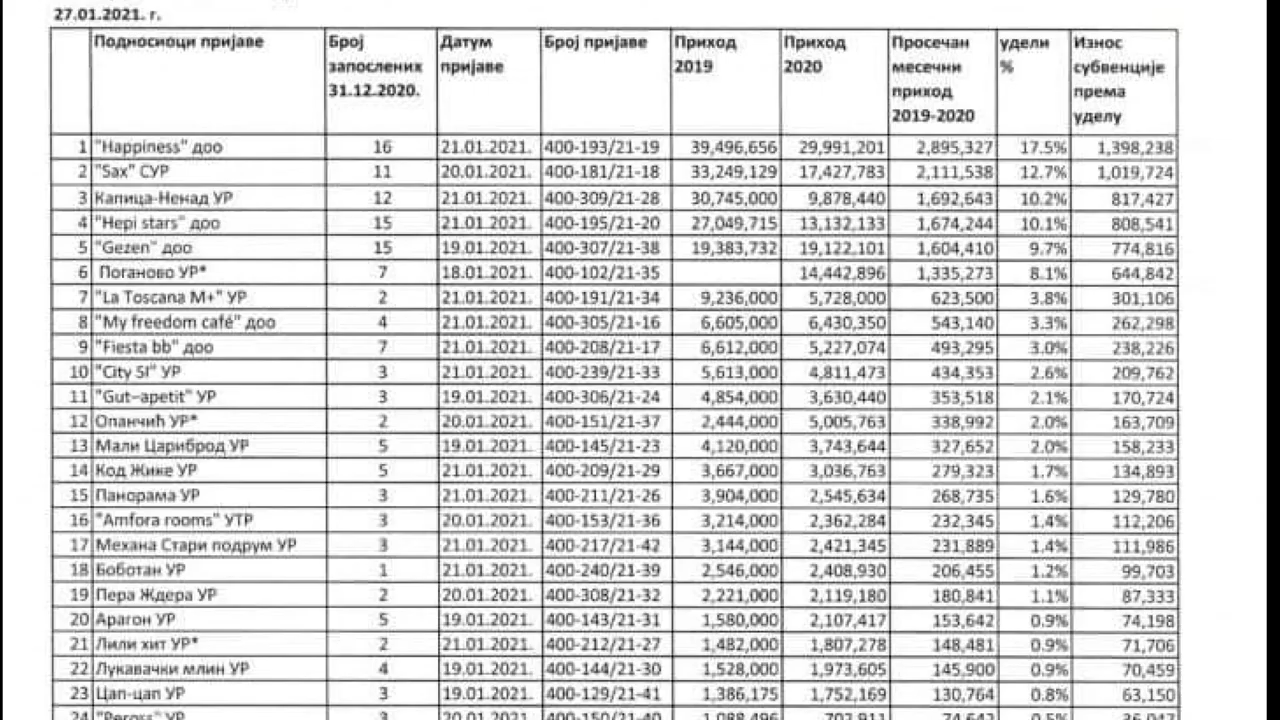 27.01.2021. г.
Подносиоци пријаве | Број запослених 31.12.2020. | Датум пријаве | Број пријаве | Приход 2019 | Приход 2020 | Просечан месечни приход 2019-2020 | удели % | Износ субвенције према уделу
1 "Happiness" доо 16 21.01.2021. 400-193/21-19 39,496,656 29,991,201 2,895,327 17.5% 1,398,238
2 "Sax" СУР 11 20.01.2021. 400-181/21-18 33,249,129 17,427,783 2,111,538 12.7% 1,019,724
3 Капица-Ненад УР 12 21.01.2021. 400-309/21-28 30,745,000 9,878,440 1,692,643 10.2% 817,427
4 "Hepi stars" доо 15 21.01.2021. 400-195/21-20 27,049,715 13,132,133 1,674,244 10.1% 808,541
5 "Gezen" доо 15 19.01.2021. 400-307/21-38 19,383,732 19,122,101 1,604,410 9.7% 774,816
6 Поганово УР* 7 18.01.2021. 400-102/21-35 14,442,896 1,335,273 8.1% 644,842
7 "La Toscana M+" УР 2 21.01.2021. 400-191/21-34 9,236,000 5,728,000 623,500 3.8% 301,106
8 "My freedom café" доо 4 21.01.2021. 400-305/21-16 6,605,000 6,430,350 543,140 3.3% 262,298
9 "Fiesta bb" доо 7 21.01.2021. 400-208/21-17 6,612,000 5,227,074 493,295 3.0% 238,226
10 "City SI" УР 3 21.01.2021. 400-239/21-33 5,613,000 4,811,473 434,353 2.6% 209,762
11 "Gut–apetit" УР 3 19.01.2021. 400-306/21-24 4,854,000 3,630,440 353,518 2.1% 170,724
12 Опанчић УР* 2 20.01.2021. 400-151/21-37 2,444,000 5,005,763 338,992 2.0% 163,709
13 Мали Цариброд УР 5 19.01.2021. 400-145/21-23 4,120,000 3,743,644 327,652 2.0% 158,233
14 Код Жике УР 5 21.01.2021. 400-209/21-29 3,667,000 3,036,763 279,323 1.7% 134,893
15 Панорама УР 3 21.01.2021. 400-211/21-26 3,904,000 2,545,634 268,735 1.6% 129,780
16 "Amfora rooms" УТР 3 20.01.2021. 400-153/21-36 3,214,000 2,362,284 232,345 1.4% 112,206
17 Механа Стари подрум УР 3 21.01.2021. 400-217/21-42 3,144,000 2,421,345 231,889 1.4% 111,986
18 Боботан УР 1 21.01.2021. 400-240/21-39 2,546,000 2,408,930 206,455 1.2% 99,703
19 Пера Ждера УР 2 20.01.2021. 400-308/21-32 2,221,000 2,119,180 180,841 1.1% 87,333
20 Арагон УР 5 19.01.2021. 400-143/21-31 1,580,000 2,107,417 153,642 0.9% 74,198
21 Лили хит УР* 2 21.01.2021. 400-212/21-27 1,482,000 1,807,278 148,481 0.9% 71,706
22 Лукавачки млин УР 4 19.01.2021. 400-144/21-30 1,528,000 1,973,605 145,900 0.9% 70,459
23 Цап-цап УР 3 19.01.2021. 400-129/21-41 1,386,175 1,752,169 130,764 0.8% 63,150
24 "Peross" УР 3 20.01.2021. 400-150/21-40